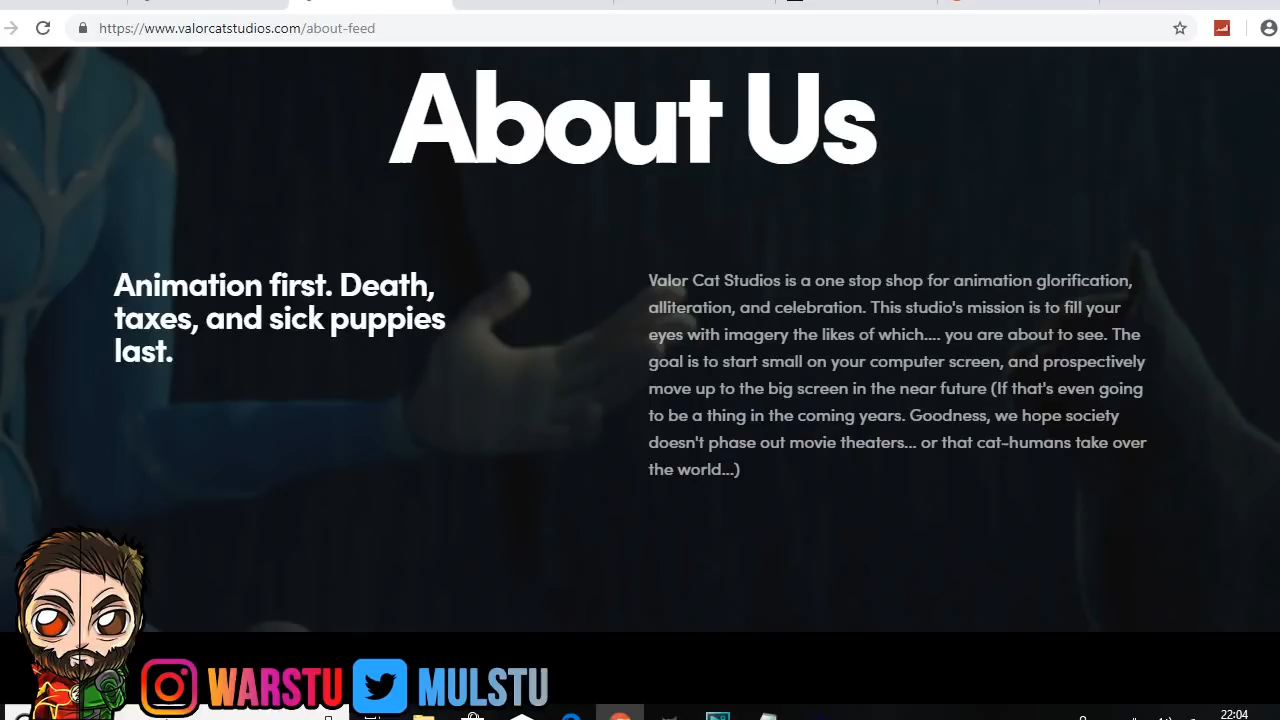 https://www.valorcatstudios.com/about-feed
About Us
Animation first. Death,
taxes, and sick puppies
last.
Valor Cat Studios is a one stop shop for animation glorification,
alliteration, and celebration. This studio's mission is to fill your
eyes with imagery the likes of which.... you are about to see. The
goal is to start small on your computer screen, and prospectively
move up to the big screen in the near future (If that's even going
to be a thing in the coming years. Goodness, we hope society
doesn't phase out movie theaters... or that cat-humans take over
the world...)
WARSTU
MULSTU
22:04